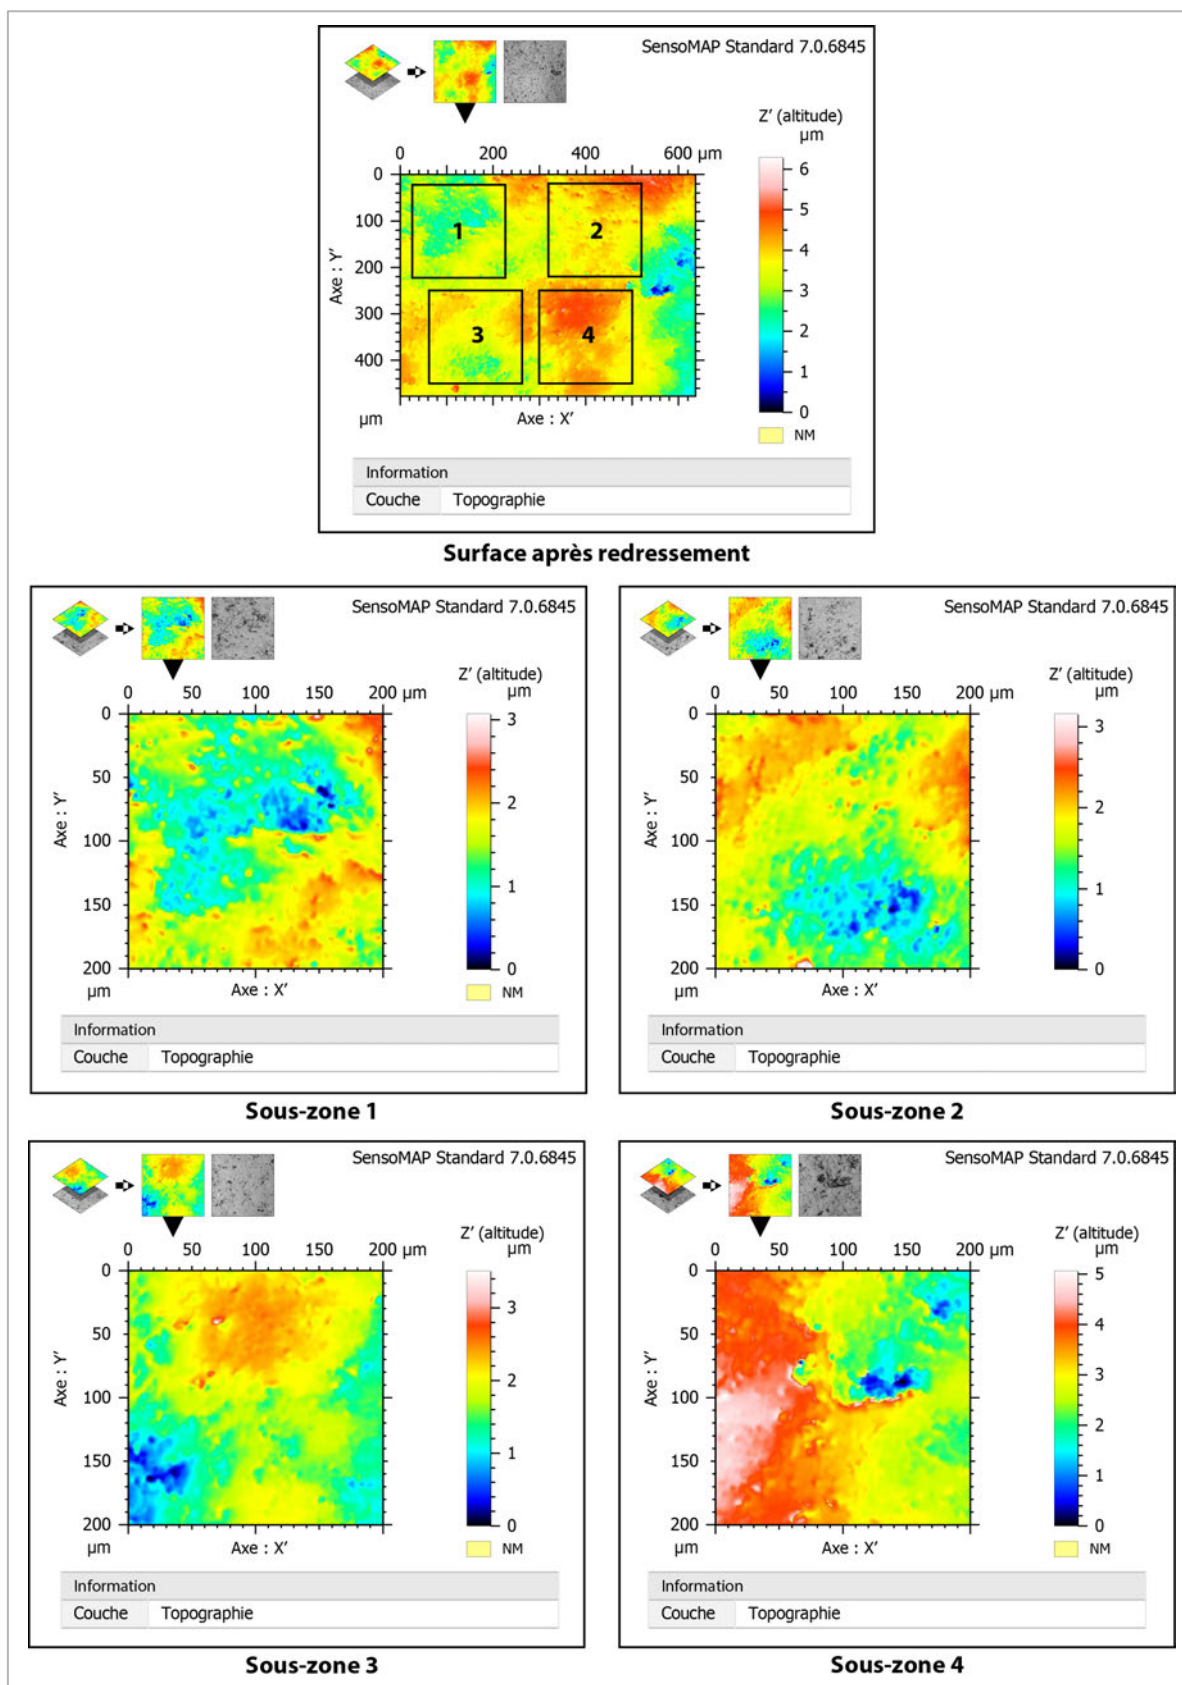 SensoMAP Standard 7.0.6845
Z' (altitude)
µm
0 200 400 600 µm
0
100
200
300
400
µm
Axe : Y'
Axe : X'
1
2
3
4
6
5
4
3
2
1
0
NM
Information
Couche Topographie
Surface après redressement
SensoMAP Standard 7.0.6845
Z' (altitude)
µm
0 50 100 150 200 µm
0
50
100
150
200
µm
Axe : Y'
Axe : X'
3
2
1
0
NM
Information
Couche Topographie
Sous-zone 1
SensoMAP Standard 7.0.6845
Z' (altitude)
µm
0 50 100 150 200 µm
0
50
100
150
200
µm
Axe : Y'
Axe : X'
3
2
1
0
Information
Couche Topographie
Sous-zone 2
SensoMAP Standard 7.0.6845
Z' (altitude)
µm
0 50 100 150 200 µm
0
50
100
150
200
µm
Axe : Y'
Axe : X'
3
2
1
0
NM
Information
Couche Topographie
Sous-zone 3
SensoMAP Standard 7.0.6845
Z' (altitude)
µm
0 50 100 150 200 µm
0
50
100
150
200
µm
Axe : Y'
Axe : X'
5
4
3
2
1
0
NM
Information
Couche Topographie
Sous-zone 4